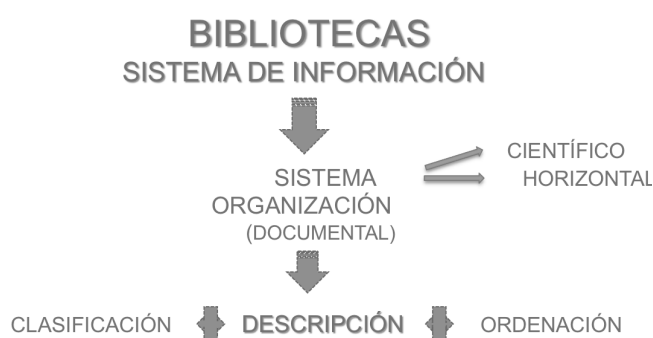 BIBLIOTECAS
SISTEMA DE INFORMACIÓN
CIENTÍFICO
SISTEMA
HORIZONTAL
ORGANIZACIÓN
(DOCUMENTAL)
CLASIFICACIÓN DESCRIPCIÓN ORDENACIÓN